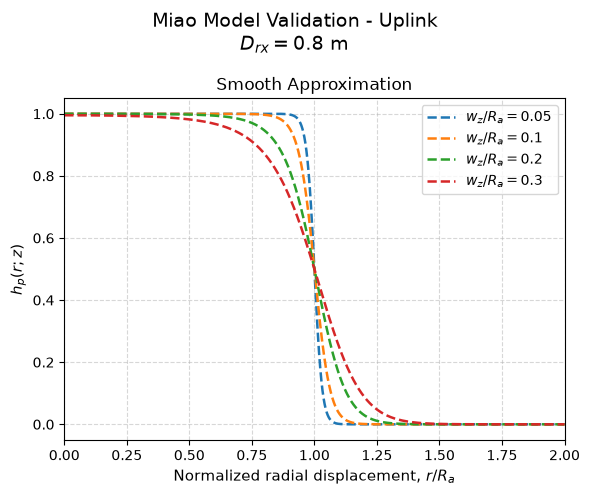 Miao Model Validation - Uplink
D_{rx} = 0.8 m
Smooth Approximation
1.0
0.8
0.6
0.4
0.2
0.0
h_p(r; z)
w_z/R_a = 0.05
w_z/R_a = 0.1
w_z/R_a = 0.2
w_z/R_a = 0.3
0.00 0.25 0.50 0.75 1.00 1.25 1.50 1.75 2.00
Normalized radial displacement, r/R_a